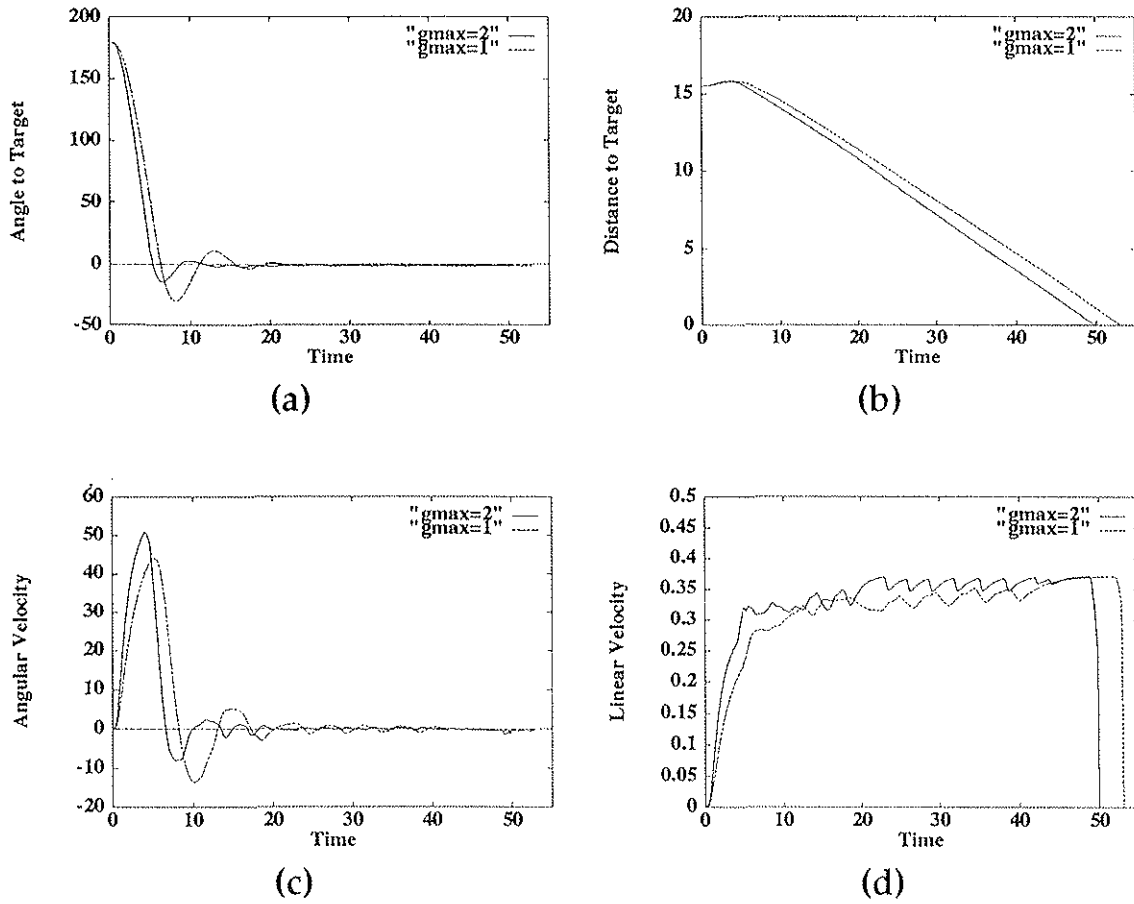 200
150
100
50
0
-50
Angle to Target
"gmax=2"
"gmax=1"
0 10 20 30 40 50
Time
(a)
20
15
10
5
0
Distance to Target
"gmax=2"
"gmax=1"
0 10 20 30 40 50
Time
(b)
60
50
40
30
20
10
0
-10
-20
Angular Velocity
"gmax=2"
"gmax=1"
0 10 20 30 40 50
Time
(c)
0.5
0.45
0.4
0.35
0.3
0.25
0.2
0.15
0.1
0.05
0
Linear Velocity
"gmax=2"
"gmax=1"
0 10 20 30 40 50
Time
(d)